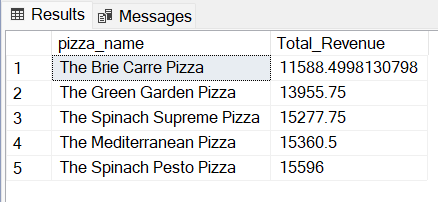 Results Messages
pizza_name Total_Revenue
1 The Brie Carre Pizza 11588.4998130798
2 The Green Garden Pizza 13955.75
3 The Spinach Supreme Pizza 15277.75
4 The Mediterranean Pizza 15360.5
5 The Spinach Pesto Pizza 15596